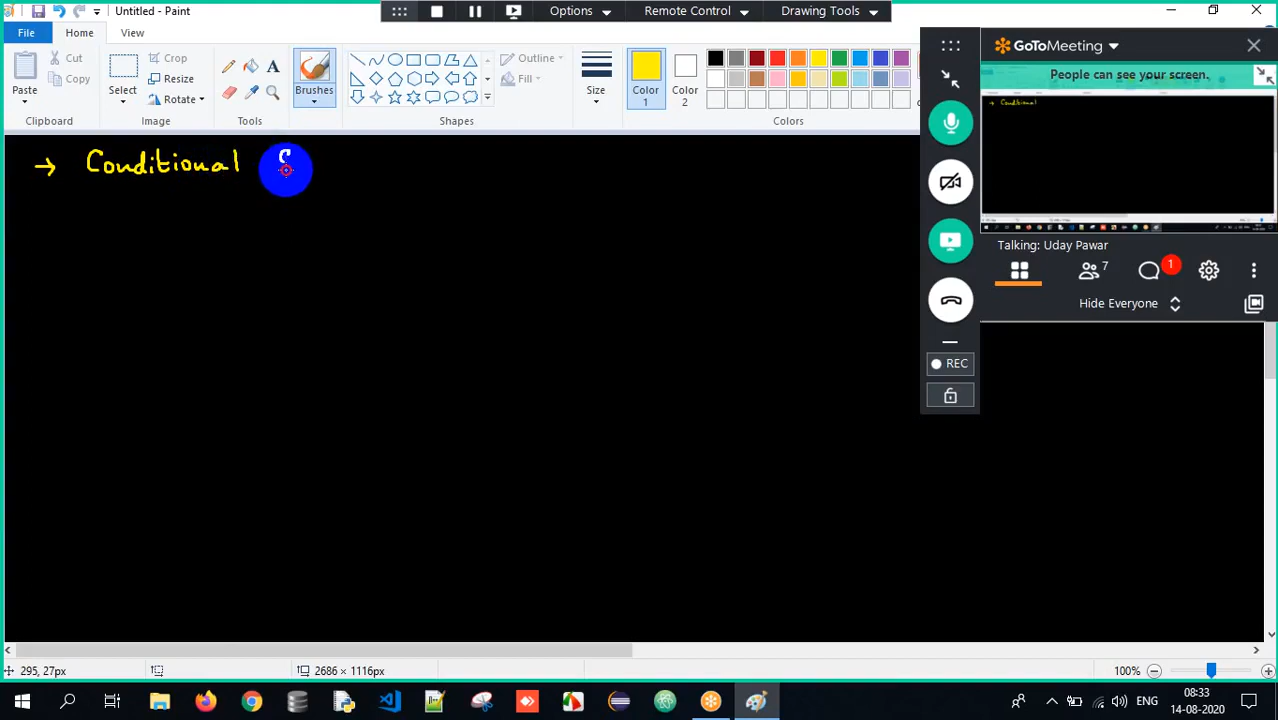 Untitled - Paint
Options
Remote Control
Drawing Tools
File
Home
View
Paste
Cut
Copy
Clipboard
Select
Crop
Resize
Rotate
Image
A
Tools
Brushes
Outline
Fill
Shapes
Size
Color 1
Color 2
Colors
GoToMeeting
People can see your screen.
→ Conditional
Talking: Uday Pawar
7
1
Hide Everyone
REC
→ Conditional S
295, 27px
2686 × 1116px
100%
ENG
08:33
14-08-2020